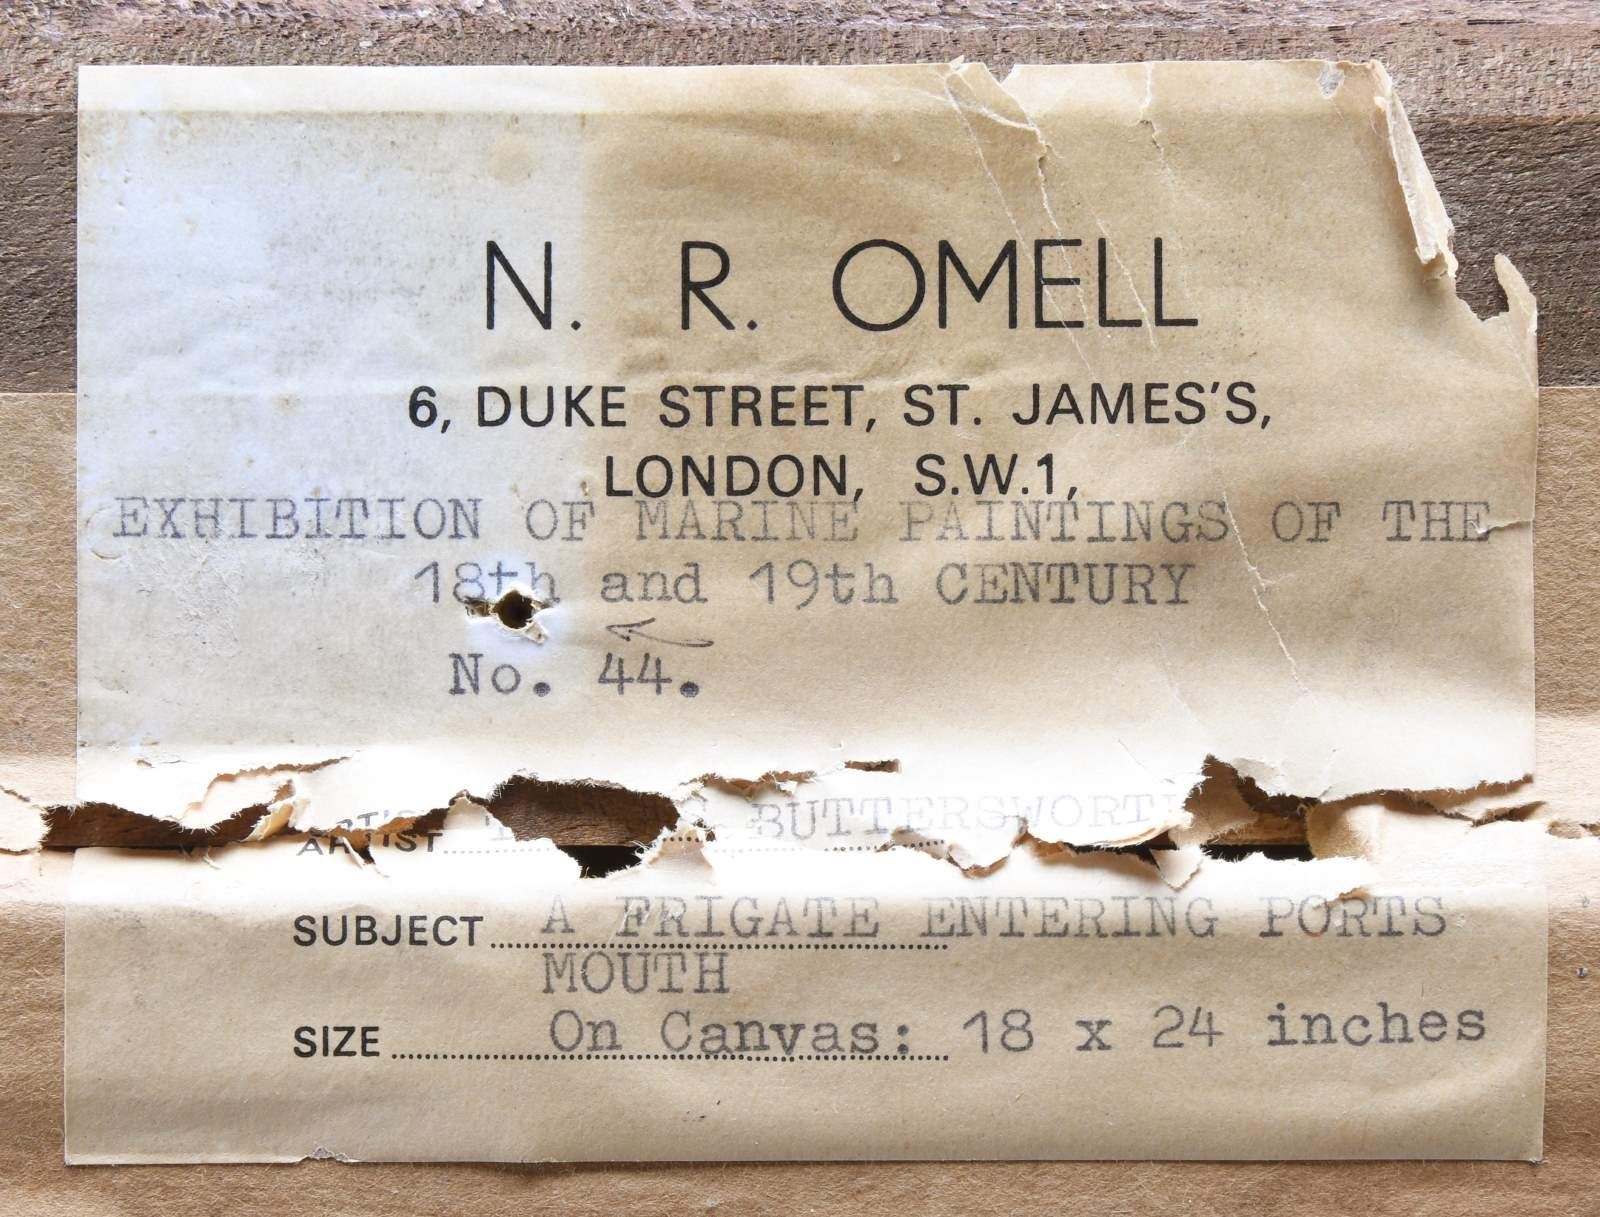 N. R. OMELL
6, DUKE STREET, ST. JAMES'S,
LONDON, S.W.1,
EXHIBITION OF MARINE PAINTINGS OF THE
18th and 19th CENTURY
No. 44.
ARTIST BUTTERSWORTH
SUBJECT A FRIGATE ENTERING PORTS
MOUTH
SIZE On Canvas: 18 x 24 inches